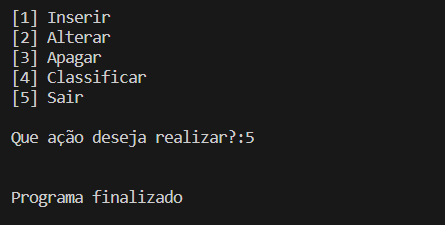 [1] Inserir
[2] Alterar
[3] Apagar
[4] Classificar
[5] Sair
Que ação deseja realizar?:5
Programa finalizado